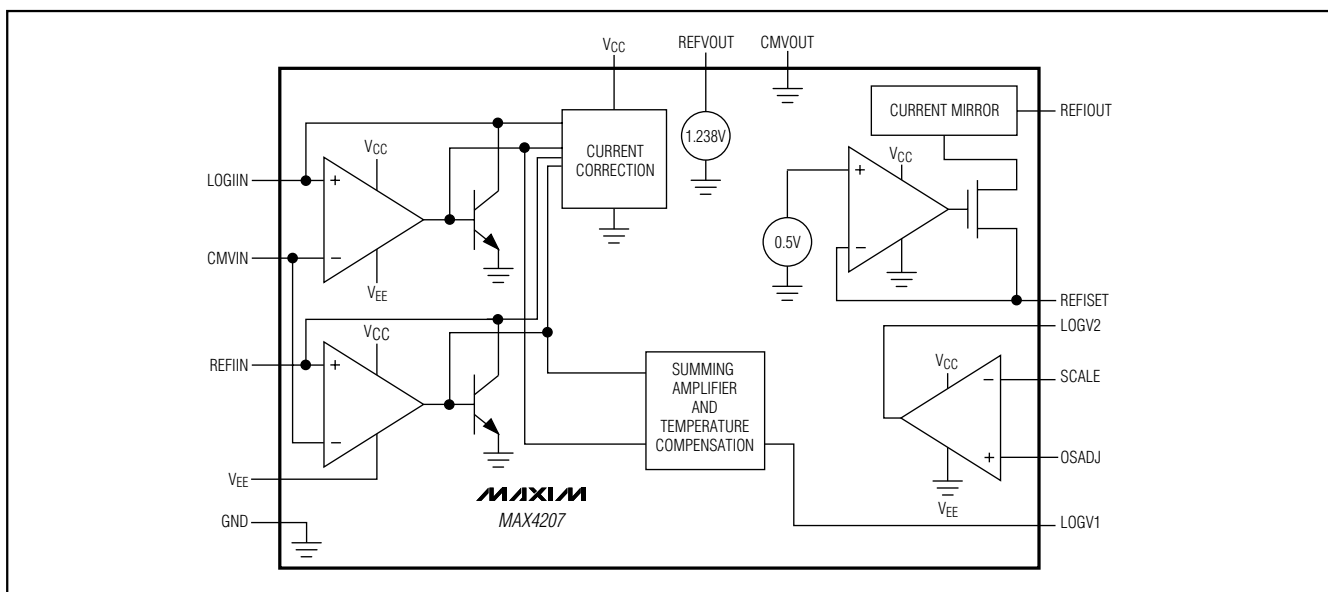 VCC
REFVOUT
CMVOUT
CURRENT MIRROR
REFIOUT
1.238V
CURRENT
CORRECTION
VCC
LOGIIN
+
VCC
+
0.5V
CMVIN
−
VEE
−
REFISET
VCC
LOGV2
REFIIN
+
SUMMING
AMPLIFIER
AND
TEMPERATURE
COMPENSATION
VCC
−
SCALE
−
+
OSADJ
VEE
MAXIM
MAX4207
VEE
GND
LOGV1